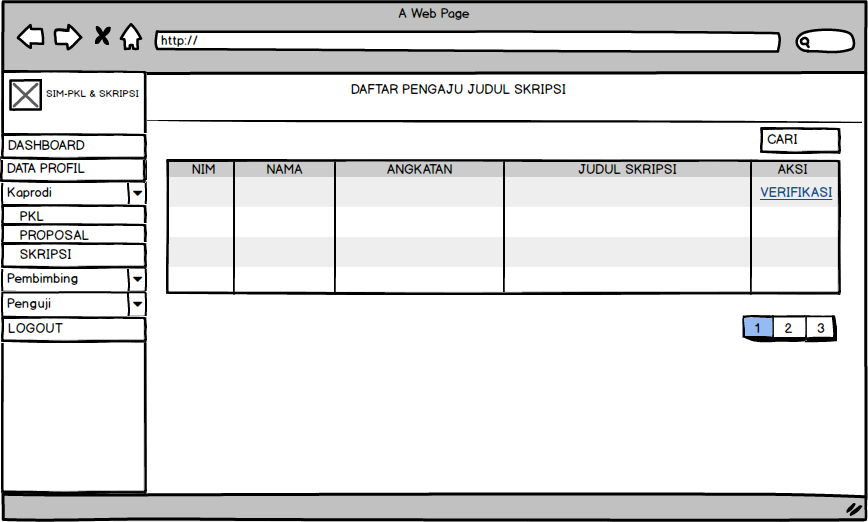 A Web Page
http://
SIM-PKL & SKRIPSI
DAFTAR PENGAJU JUDUL SKRIPSI
CARI
DASHBOARD
DATA PROFIL
Kaprodi
PKL
PROPOSAL
SKRIPSI
Pembimbing
Penguji
LOGOUT
NIM NAMA ANGKATAN JUDUL SKRIPSI AKSI
VERIFIKASI
1 2 3